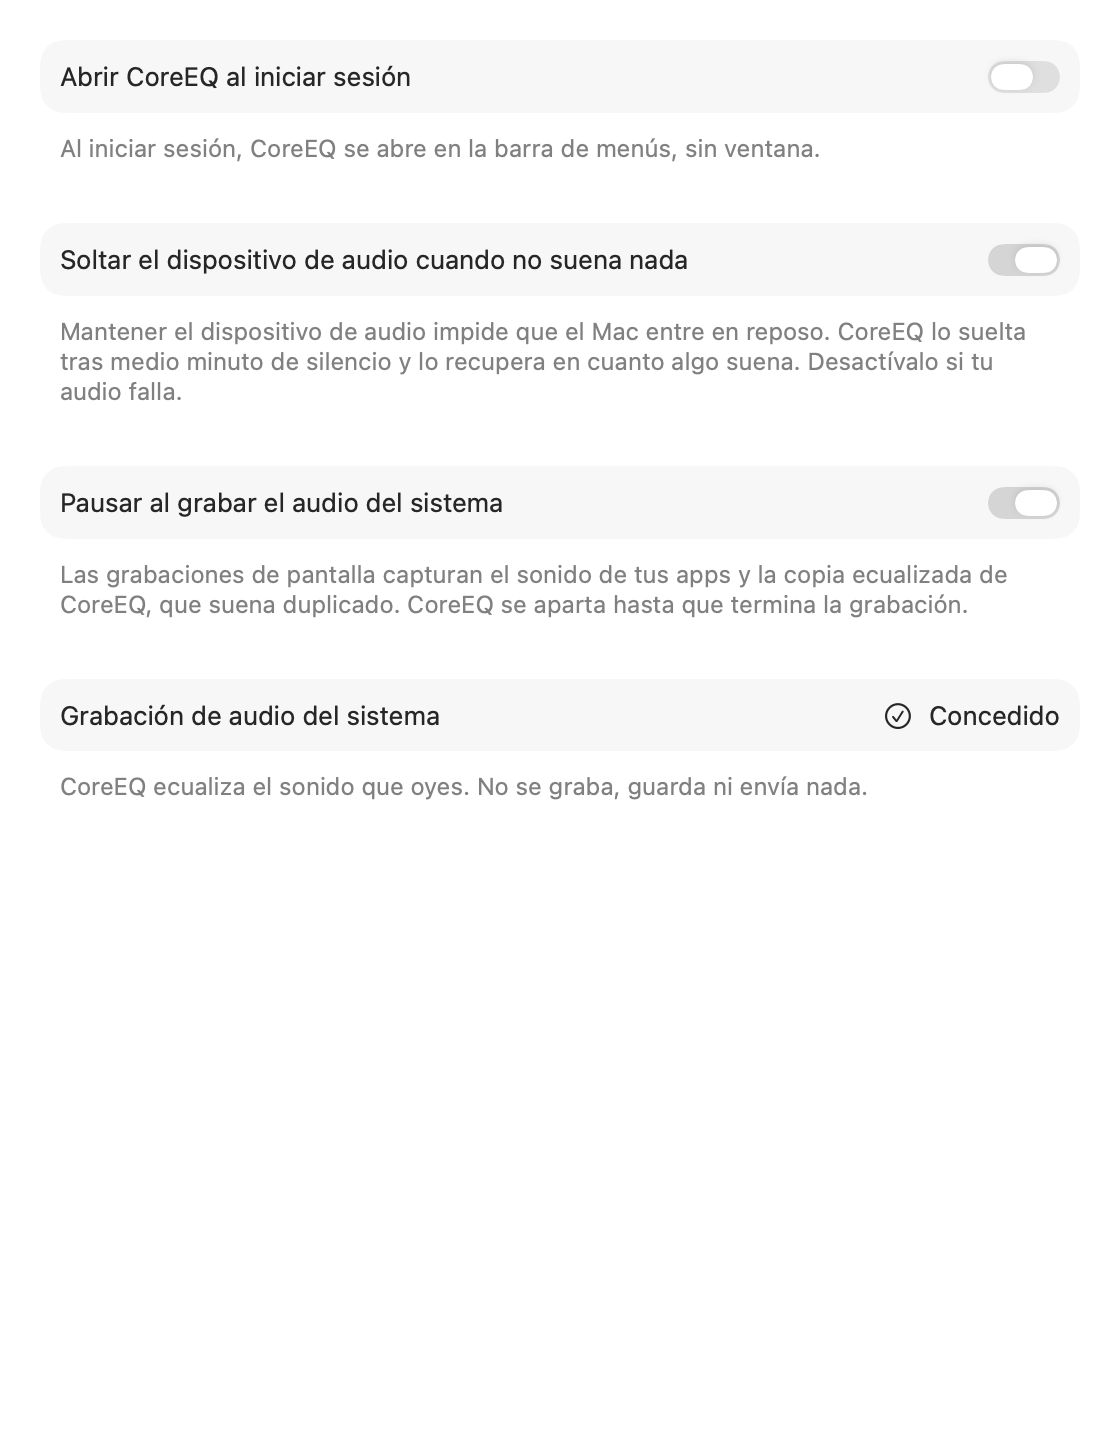 Abrir CoreEQ al iniciar sesión
Al iniciar sesión, CoreEQ se abre en la barra de menús, sin ventana.
Soltar el dispositivo de audio cuando no suena nada
Mantener el dispositivo de audio impide que el Mac entre en reposo. CoreEQ lo suelta
tras medio minuto de silencio y lo recupera en cuanto algo suena. Desactívalo si tu
audio falla.
Pausar al grabar el audio del sistema
Las grabaciones de pantalla capturan el sonido de tus apps y la copia ecualizada de
CoreEQ, que suena duplicado. CoreEQ se aparta hasta que termina la grabación.
Grabación de audio del sistema Concedido
CoreEQ ecualiza el sonido que oyes. No se graba, guarda ni envía nada.